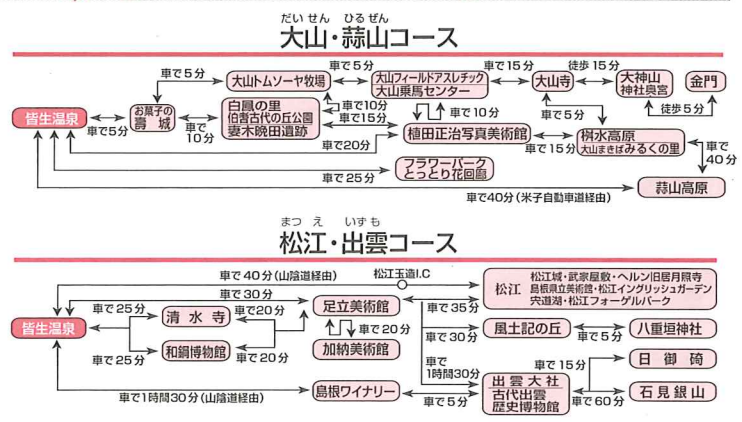 だいせん ひるぜん
大山・蒜山コース
車で5分
大山トムソーヤ牧場
車で5分
大山フィールドアスレチック
大山乗馬センター
車で15分
大山寺
徒歩15分
大神山
神社奥宮
金門
徒歩5分
皆生温泉
車で5分
お菓子の
壽城
車で
10分
白鳳の里
伯耆古代の丘公園
妻木晩田遺跡
車で10分
車で15分
車で10分
車で5分
車で20分
植田正治写真美術館
車で15分
桝水高原
大山まきばみるくの里
車で
40分
車で25分
フラワーパーク
とっとり花回廊
車で40分(米子自動車道経由)
蒜山高原
まつえ いずも
松江・出雲コース
車で40分(山陰道経由)
松江玉造I.C
松江
松江城・武家屋敷・ヘルン旧居月照寺
島根県立美術館・松江イングリッシュガーデン
宍道湖・松江フォーゲルパーク
車で30分
車で25分
清水寺
車で20分
足立美術館
車で35分
皆生温泉
車で20分
車で30分
風土記の丘
車で5分
八重垣神社
車で25分
和鋼博物館
車で20分
加納美術館
車で
1時間30分
車で15分
日御碕
車で1時間30分(山陰道経由)
島根ワイナリー
車で5分
出雲大社
古代出雲
歴史博物館
車で60分
石見銀山